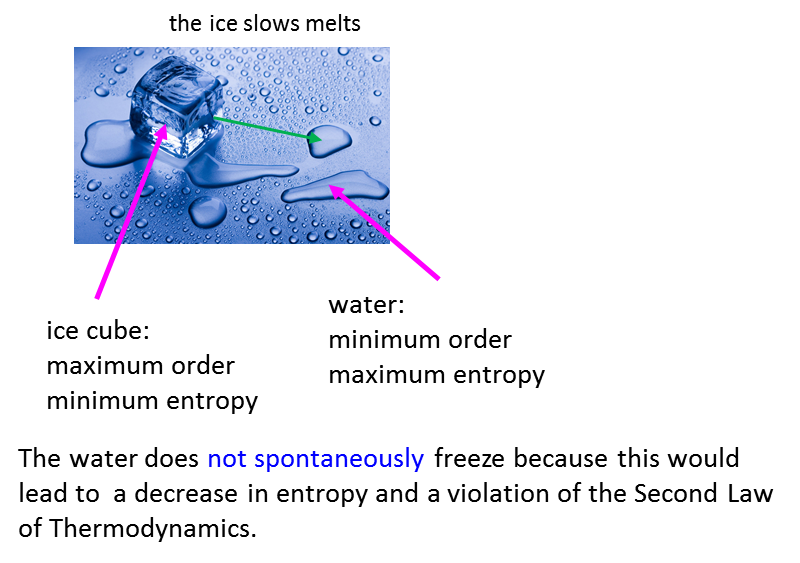 the ice slows melts
ice cube:
maximum order
minimum entropy
water:
minimum order
maximum entropy
The water does not spontaneously freeze because this would
lead to a decrease in entropy and a violation of the Second Law
of Thermodynamics.